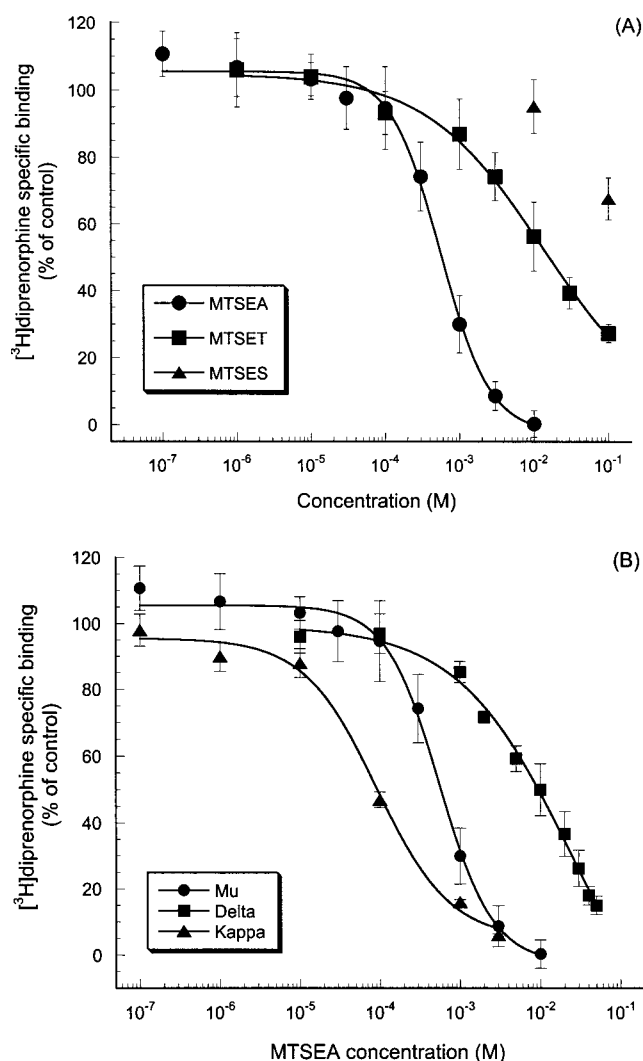 (A)
[³H]diprenorphine specific binding
(% of control)
120
100
80
60
40
20
0
MTSEA
MTSET
MTSES
10⁻⁷ 10⁻⁶ 10⁻⁵ 10⁻⁴ 10⁻³ 10⁻² 10⁻¹
Concentration (M)
(B)
[³H]diprenorphine specific binding
(% of control)
120
100
80
60
40
20
0
Mu
Delta
Kappa
10⁻⁷ 10⁻⁶ 10⁻⁵ 10⁻⁴ 10⁻³ 10⁻² 10⁻¹
MTSEA concentration (M)